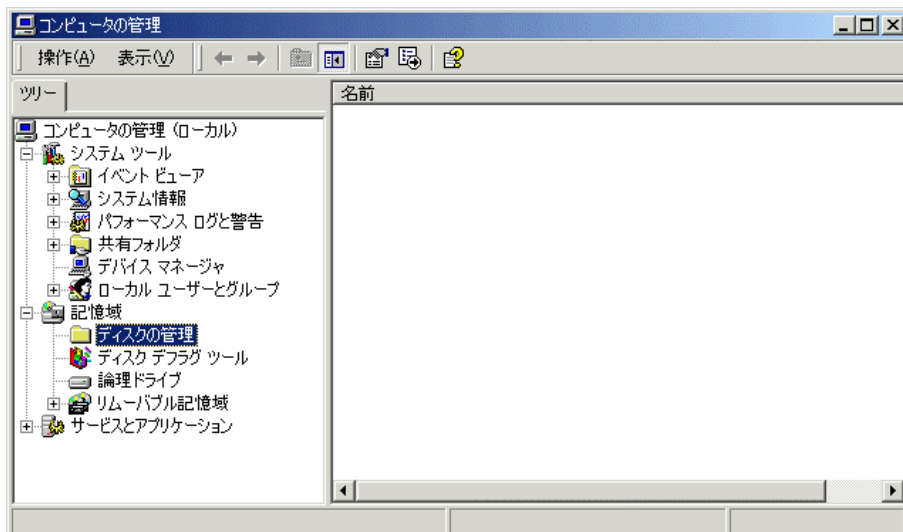 コンピュータの管理
操作(A) 表示(V)
ツリー
名前
コンピュータの管理 (ローカル)
システム ツール
イベント ビューア
システム情報
パフォーマンス ログと警告
共有フォルダ
デバイス マネージャ
ローカル ユーザーとグループ
記憶域
ディスクの管理
ディスク デフラグ ツール
論理ドライブ
リムーバブル記憶域
サービスとアプリケーション